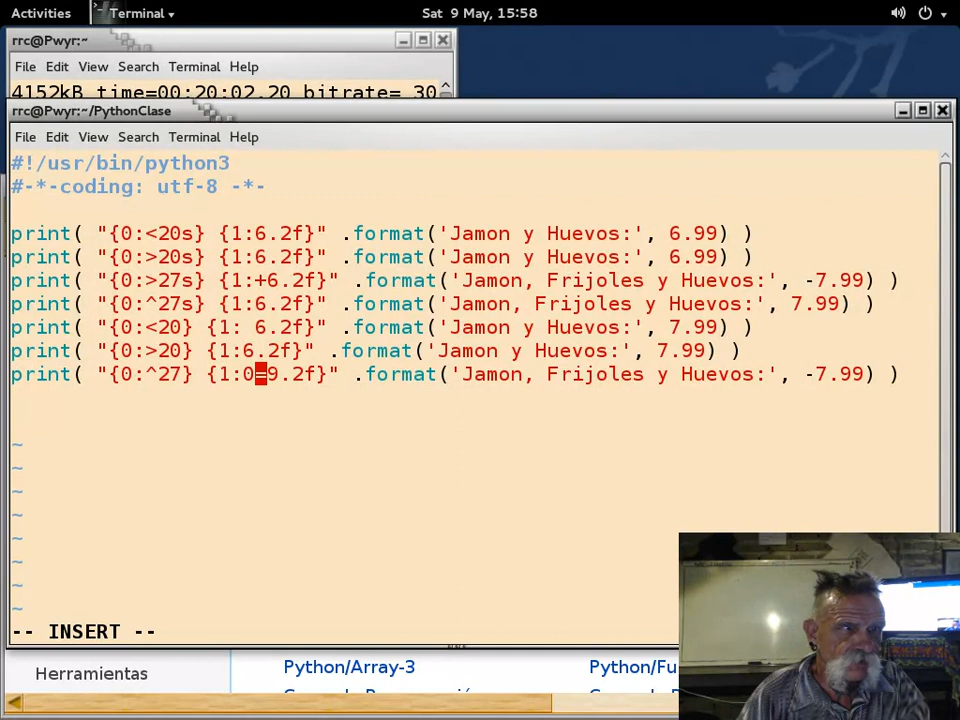 Activities Terminal Sat 9 May, 15:58
rrc@Pwyr:~
File Edit View Search Terminal Help
4152kB time=00:20:02.20 bitrate= 30
rrc@Pwyr:~/PythonClase
File Edit View Search Terminal Help
#!/usr/bin/python3
#-*-coding: utf-8 -*-
print( "{0:<20s} {1:6.2f}" .format('Jamon y Huevos:', 6.99) )
print( "{0:>20s} {1:6.2f}" .format('Jamon y Huevos:', 6.99) )
print( "{0:>27s} {1:+6.2f}" .format('Jamon, Frijoles y Huevos:', -7.99) )
print( "{0:^27s} {1:6.2f}" .format('Jamon, Frijoles y Huevos:', 7.99) )
print( "{0:<20} {1: 6.2f}" .format('Jamon y Huevos:', 7.99) )
print( "{0:>20} {1:6.2f}" .format('Jamon y Huevos:', 7.99) )
print( "{0:^27} {1:0=9.2f}" .format('Jamon, Frijoles y Huevos:', -7.99) )
~
~
~
~
~
~
~
~
-- INSERT --
Herramientas Python/Array-3 Python/Fu